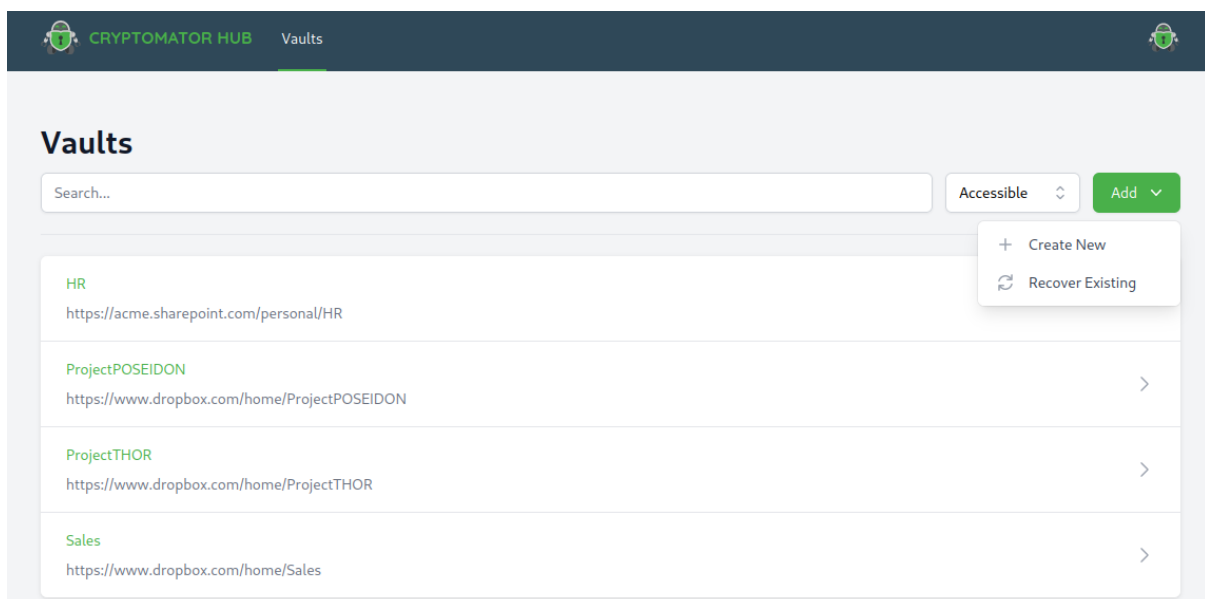 CRYPTOMATOR HUB Vaults
Vaults
Search... Accessible Add
Create New
Recover Existing
HR
https://acme.sharepoint.com/personal/HR
ProjectPOSEIDON
https://www.dropbox.com/home/ProjectPOSEIDON
ProjectTHOR
https://www.dropbox.com/home/ProjectTHOR
Sales
https://www.dropbox.com/home/Sales